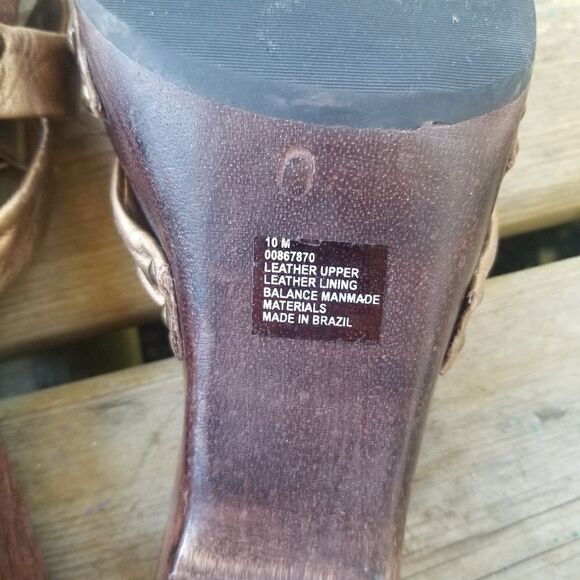 10 M
00867870
LEATHER UPPER
LEATHER LINING
BALANCE MANMADE
MATERIALS
MADE IN BRAZIL